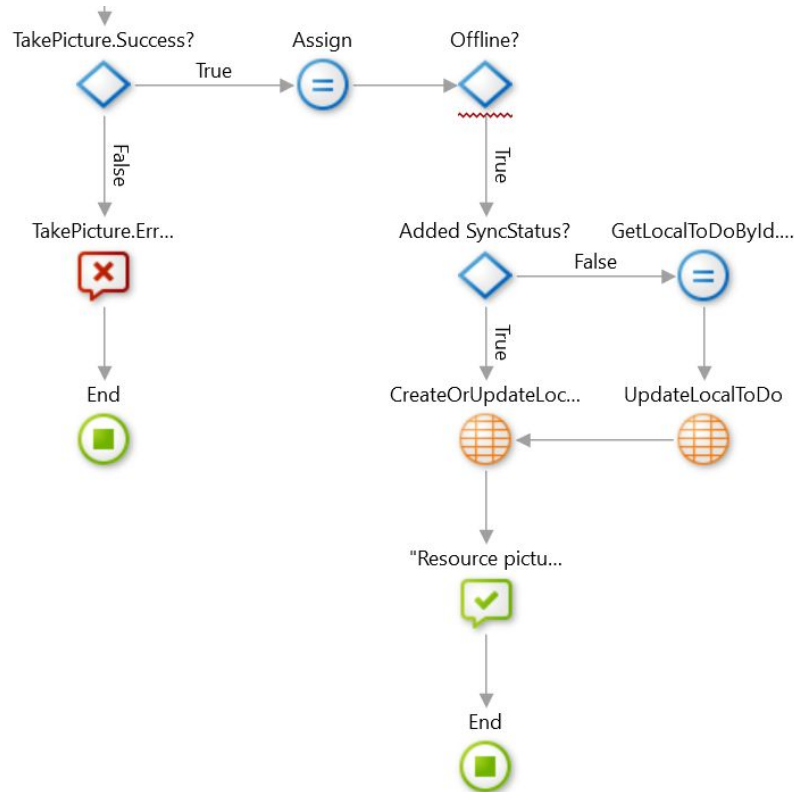 TakePicture.Success?
Assign
Offline?
True
False
True
TakePicture.Err...
Added SyncStatus?
GetLocalToDoById....
False
True
End
CreateOrUpdateLoc...
UpdateLocalToDo
"Resource pictu...
End